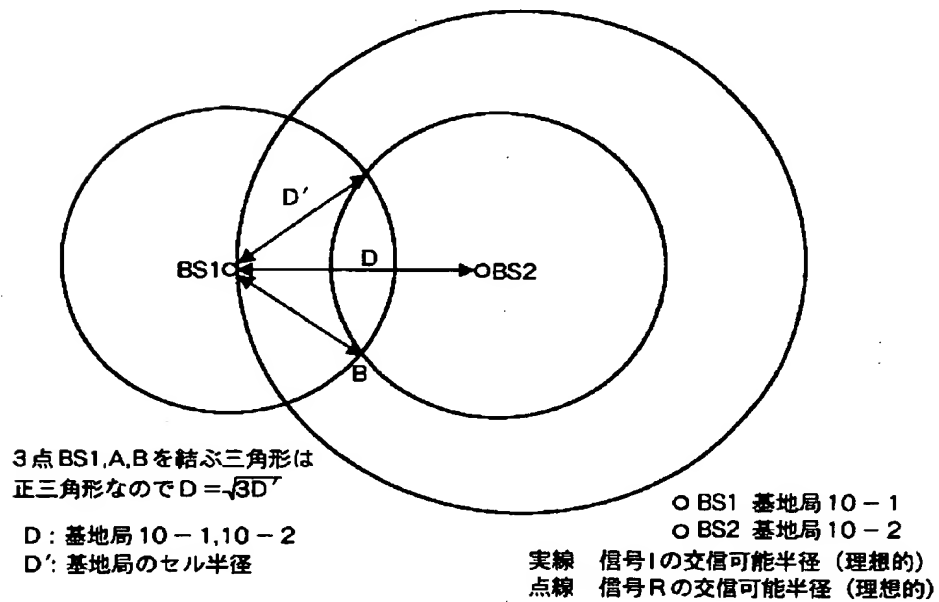 D′
D
BS1
BS2
B
3点BS1,A,Bを結ぶ三角形は
正三角形なのでD=√3D′
D:基地局10-1,10-2
D′:基地局のセル半径
BS1 基地局10-1
BS2 基地局10-2
実線 信号Iの交信可能半径(理想的)
点線 信号Rの交信可能半径(理想的)